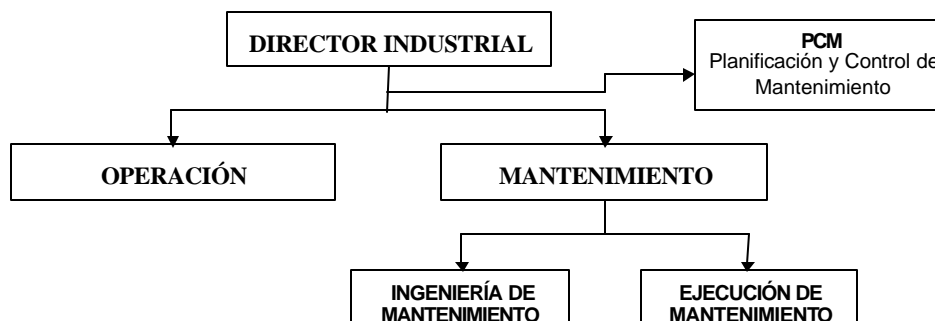 DIRECTOR INDUSTRIAL
PCM
Planificación y Control de
Mantenimiento
OPERACIÓN
MANTENIMIENTO
INGENIERÍA DE
MANTENIMIENTO
EJECUCIÓN DE
MANTENIMIENTO